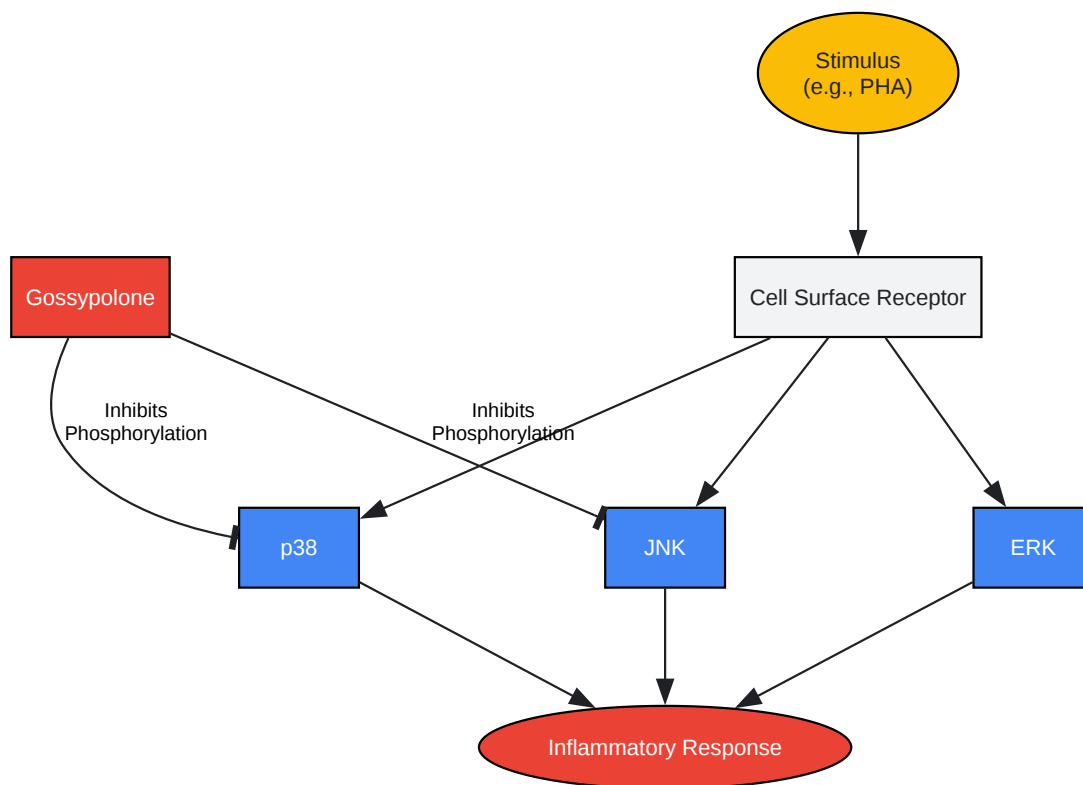 Stimulus
(e.g., PHA)
Gossypolone
Cell Surface Receptor
Inhibits
Phosphorylation
Inhibits
Phosphorylation
p38
JNK
ERK
Inflammatory Response